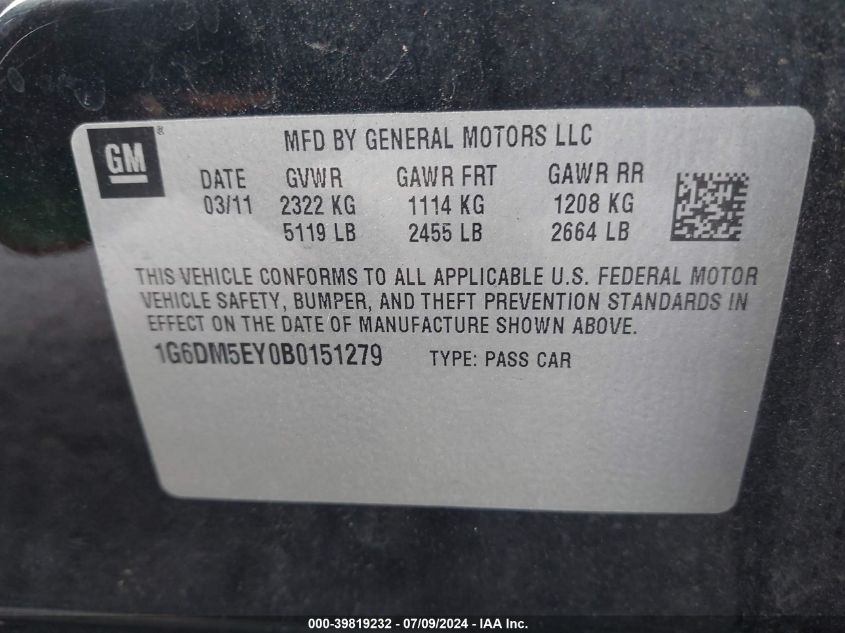 GM ®
MFD BY GENERAL MOTORS LLC
DATE GVWR GAWR FRT GAWR RR
03/11 2322 KG 1114 KG 1208 KG
5119 LB 2455 LB 2664 LB
THIS VEHICLE CONFORMS TO ALL APPLICABLE U.S. FEDERAL MOTOR
VEHICLE SAFETY, BUMPER, AND THEFT PREVENTION STANDARDS IN
EFFECT ON THE DATE OF MANUFACTURE SHOWN ABOVE.
1G6DM5EY0B0151279 TYPE: PASS CAR
000-39819232 - 07/09/2024 - IAA Inc.